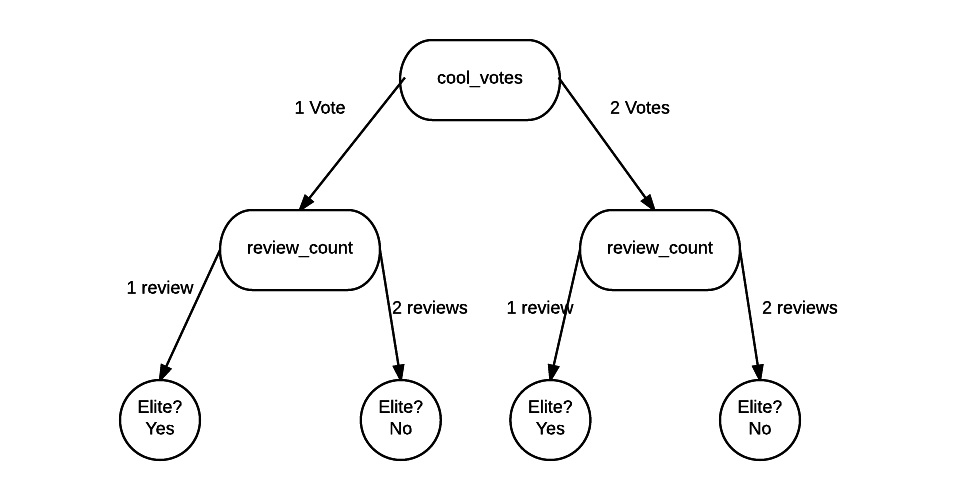 cool_votes
1 Vote
2 Votes
review_count
review_count
1 review
2 reviews
1 review
2 reviews
Elite?
Yes
Elite?
No
Elite?
Yes
Elite?
No